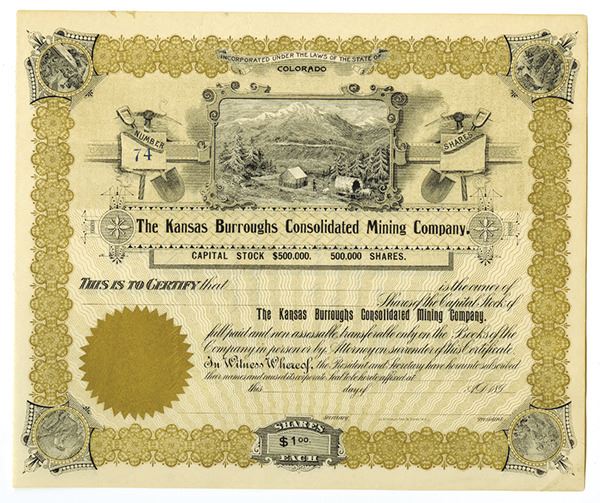 INCORPORATED UNDER THE LAWS OF THE STATE OF
COLORADO
NUMBER
74
SHARES
The Kansas Burroughs Consolidated Mining Company.
CAPITAL STOCK $500.000. 500.000 SHARES.
THIS IS TO CERTIFY that is the owner of
Shares of the Capital Stock of
The Kansas Burroughs Consolidated Mining Company.
full paid and non assessable, transferable only on the Books of the
Company in person or by Attorney on surrender of this Certificate.
In Witness Whereof, the President and Secretary have hereunto subscribed
their names and caused its corporate Seal to be hereto affixed at
this day of A.D. 189
SECRETARY PRESIDENT
SHARES
$1.00.
EACH